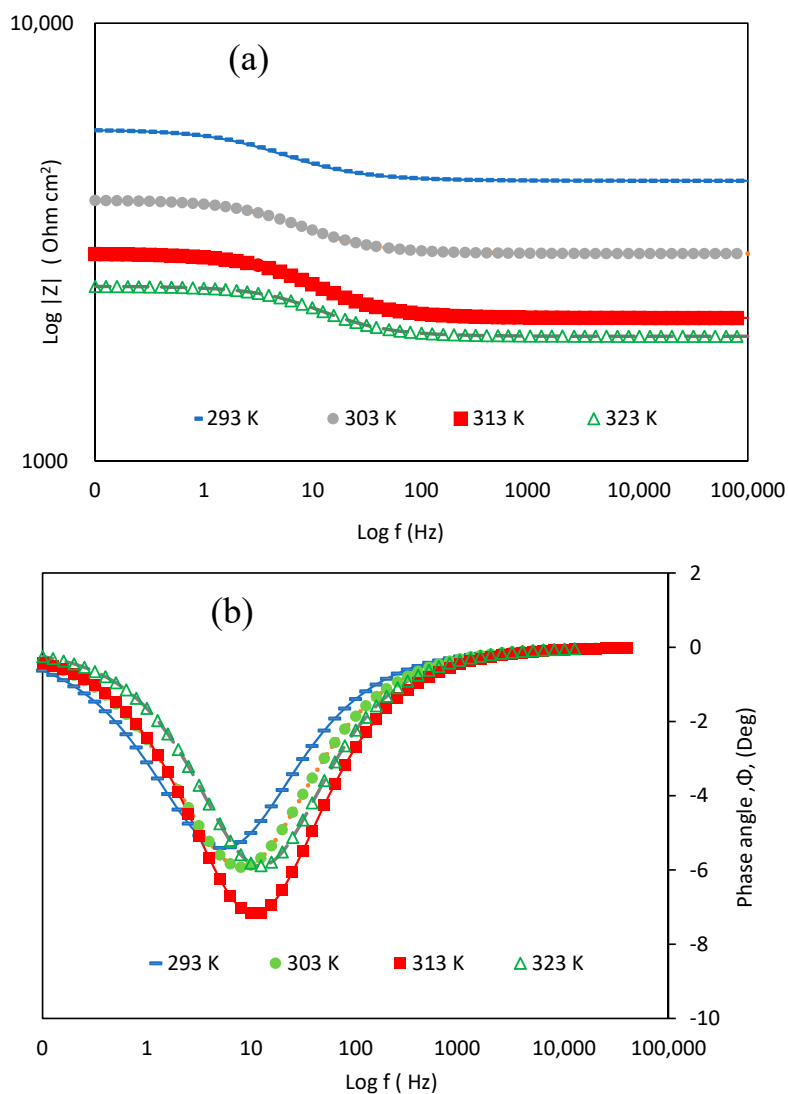 10,000
(a)
Log |Z| ( Ohm cm²)
293 K 303 K 313 K 323 K
1000
0 1 10 100 1000 10,000 100,000
Log f (Hz)
2
(b)
0
-2
-4
-6
-8
-10
Phase angle ,Φ, (Deg)
293 K 303 K 313 K 323 K
0 1 10 100 1000 10,000 100,000
Log f ( Hz)